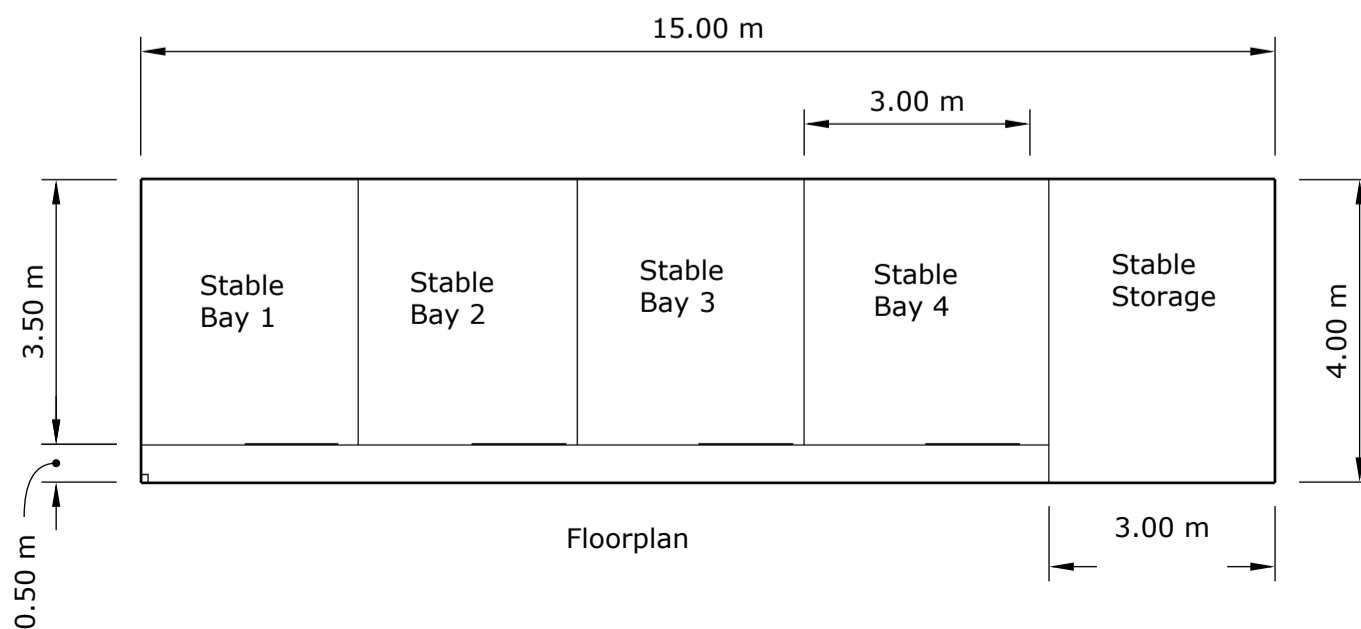 15.00 m
3.00 m
3.50 m
Stable
Bay 1
Stable
Bay 2
Stable
Bay 3
Stable
Bay 4
Stable
Storage
4.00 m
0.50 m
Floorplan
3.00 m